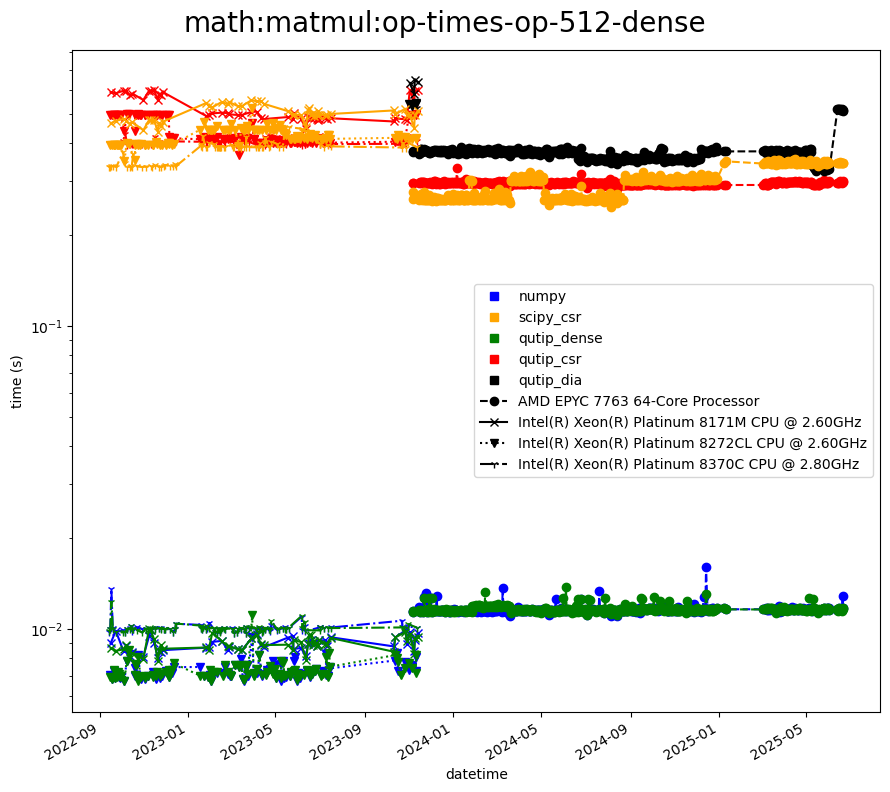 math:matmul:op-times-op-512-dense
time (s)
10⁻¹
10⁻²
numpy
scipy_csr
qutip_dense
qutip_csr
qutip_dia
AMD EPYC 7763 64-Core Processor
Intel(R) Xeon(R) Platinum 8171M CPU @ 2.60GHz
Intel(R) Xeon(R) Platinum 8272CL CPU @ 2.60GHz
Intel(R) Xeon(R) Platinum 8370C CPU @ 2.80GHz
2022-09 2023-01 2023-05 2023-09 2024-01 2024-05 2024-09 2025-01 2025-05
datetime